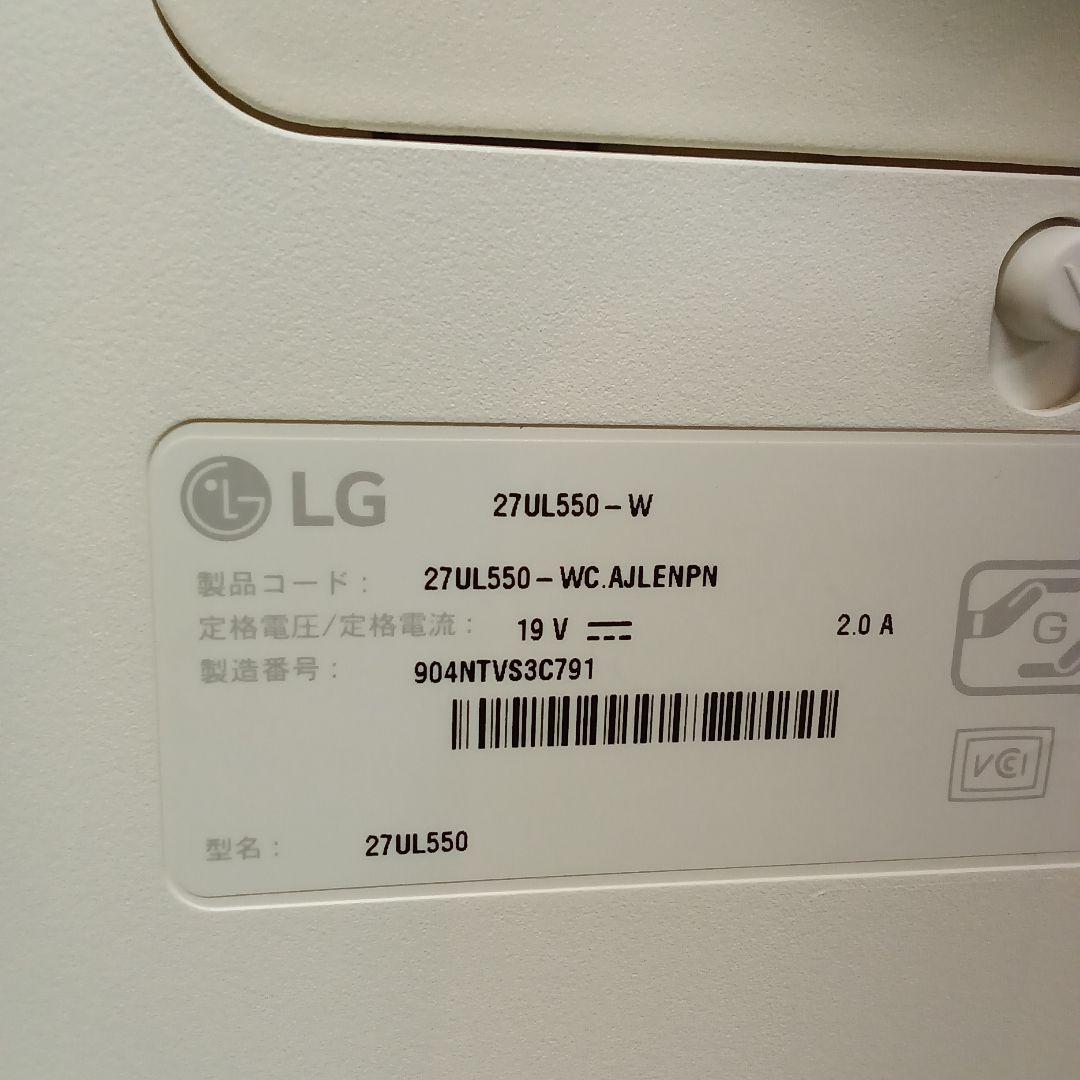 LG 27UL550-W
製品コード: 27UL550-WC.AJLENPN
定格電圧/定格電流: 19 V ⎓ 2.0 A
製造番号: 904NTVS3C791
G
VCCI
型名: 27UL550